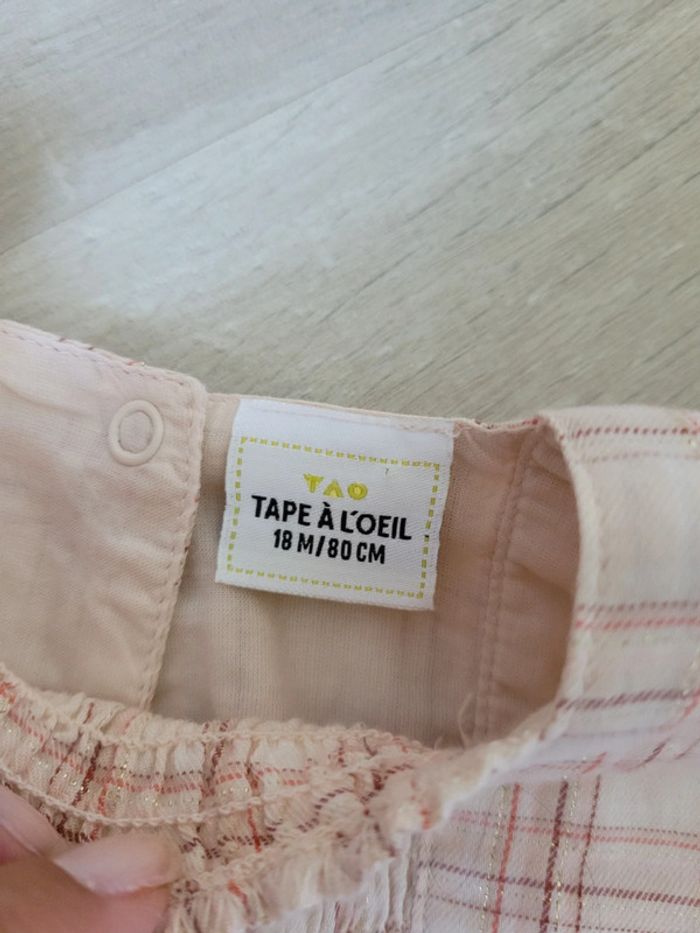 TAO
TAPE À L'OEIL
18 M/80 CM